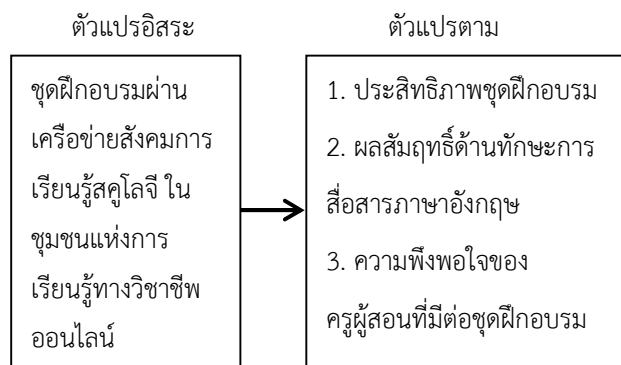 ตัวแปรอิสระ
ชุดฝึกอบรมผ่าน
เครือข่ายสังคมการ
เรียนรู้สคูโลจี ใน
ชุมชนแห่งการ
เรียนรู้ทางวิชาชีพ
ออนไลน์
ตัวแปรตาม
1. ประสิทธิภาพชุดฝึกอบรม
2. ผลสัมฤทธิ์ด้านทักษะการ
สื่อสารภาษาอังกฤษ
3. ความพึงพอใจของ
ครูผู้สอนที่มีต่อชุดฝึกอบรม